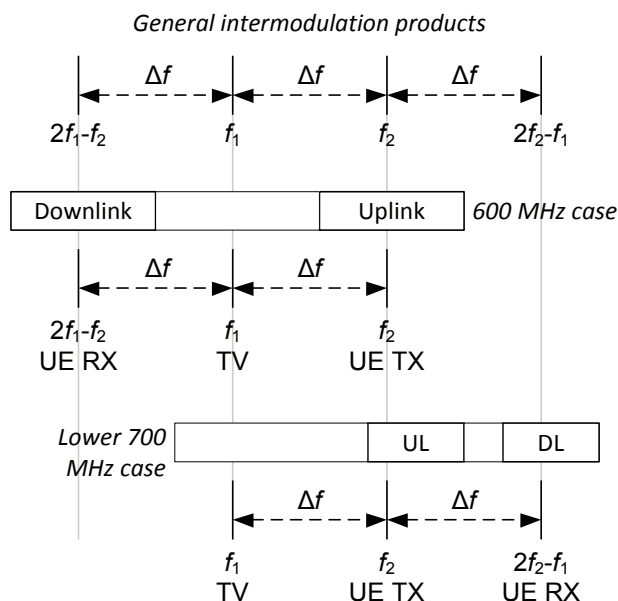 General intermodulation products
Δf Δf Δf
2f₁-f₂ f₁ f₂ 2f₂-f₁
Downlink Uplink 600 MHz case
Δf Δf
2f₁-f₂ f₁ f₂
UE RX TV UE TX
Lower 700
MHz case
UL DL
Δf Δf
f₁ f₂ 2f₂-f₁
TV UE TX UE RX